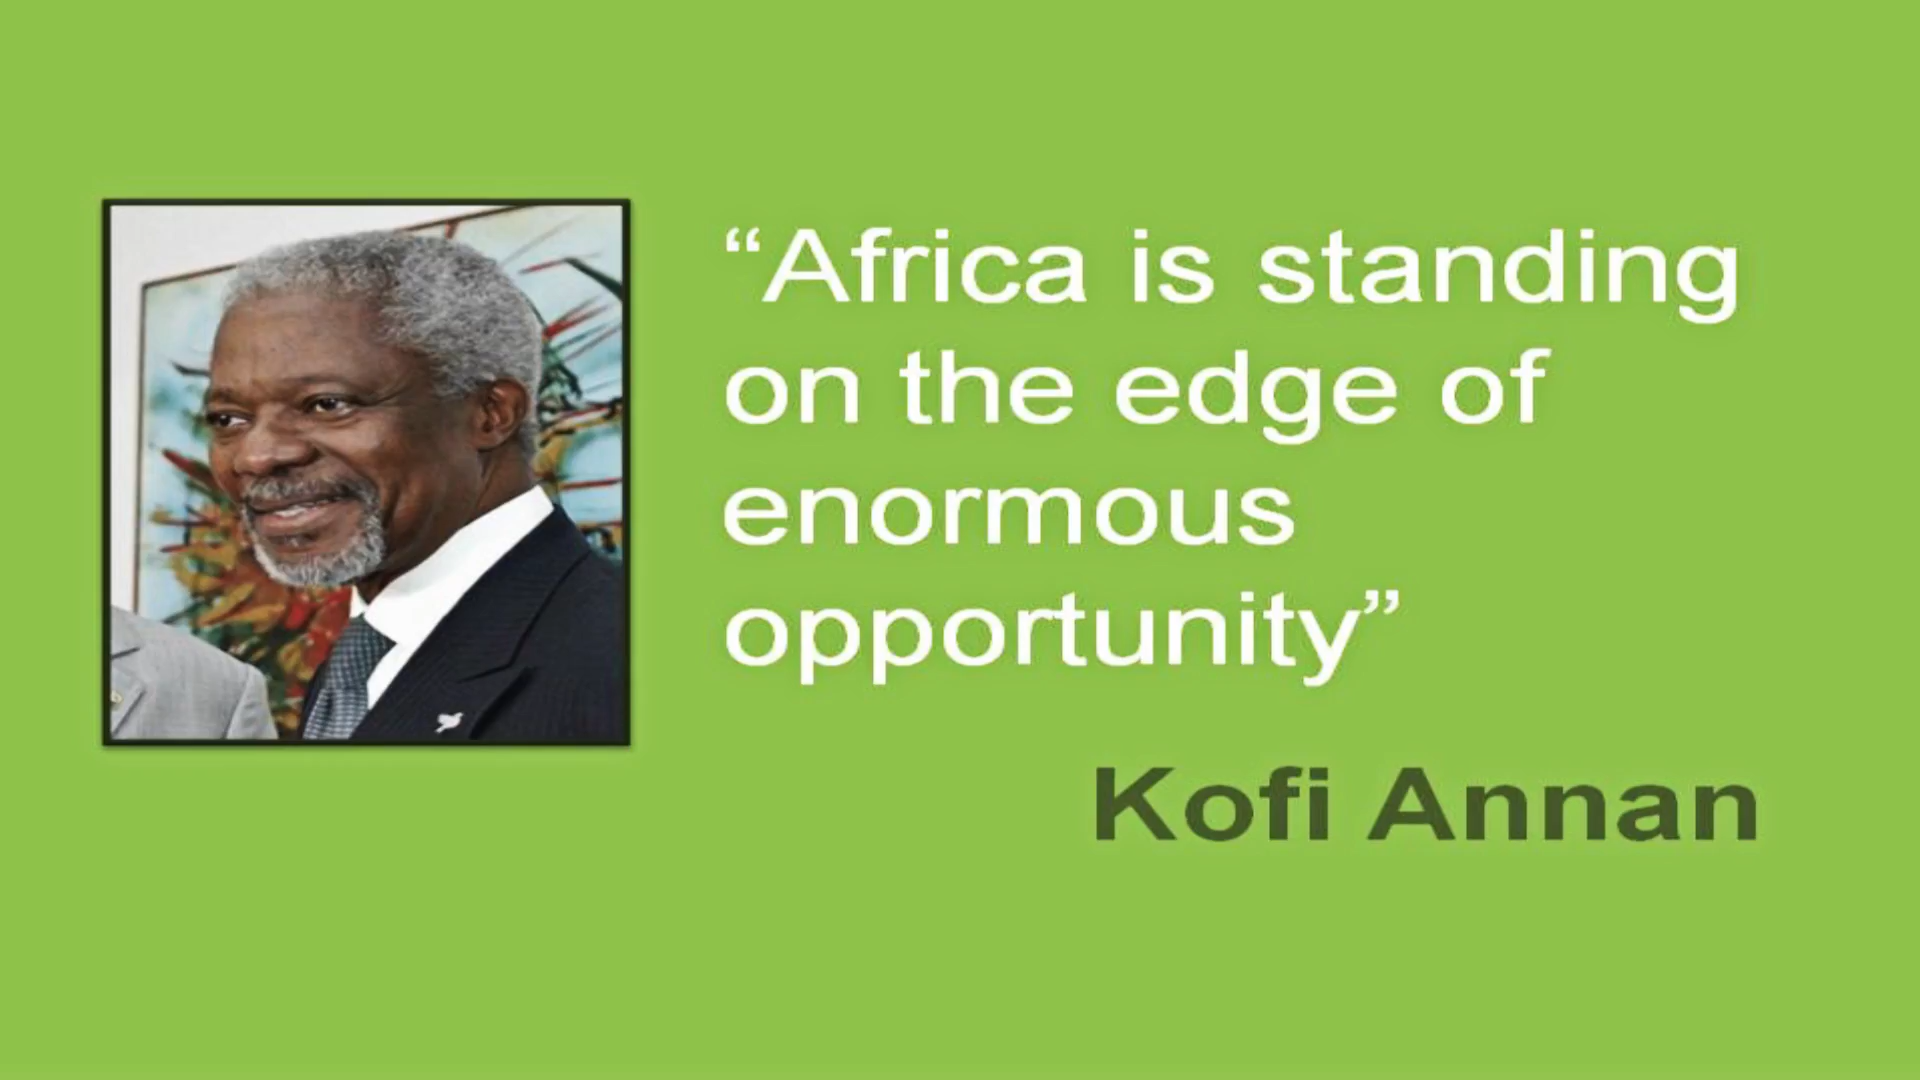 “Africa is standing
on the edge of
enormous
opportunity”
Kofi Annan